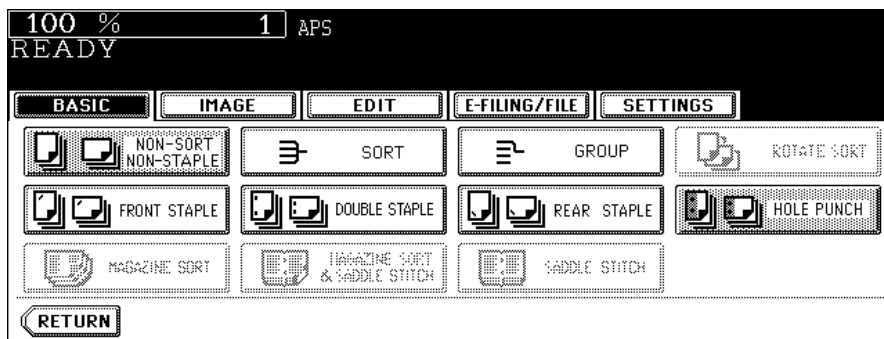 100 % 1 APS
READY
BASIC IMAGE EDIT E-FILING/FILE SETTINGS
NON-SORT
NON-STAPLE
SORT
GROUP
ROTATE SORT
FRONT STAPLE
DOUBLE STAPLE
REAR STAPLE
HOLE PUNCH
MAGAZINE SORT
MAGAZINE SORT
& SADDLE STITCH
SADDLE STITCH
RETURN